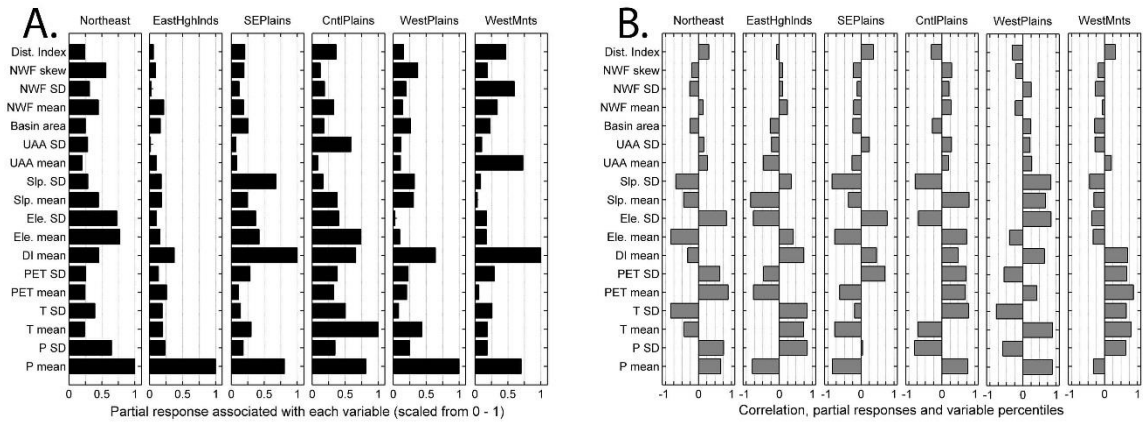 A.
Northeast EastHghlnds SEPlains CntlPlains WestPlains WestMnts
Dist. Index
NWF skew
NWF SD
NWF mean
Basin area
UAA SD
UAA mean
Slp. SD
Slp. mean
Ele. SD
Ele. mean
DI mean
PET SD
PET mean
T SD
T mean
P SD
P mean
0 0.5 1 0 0.5 1 0 0.5 1 0 0.5 1 0 0.5 1 0 0.5 1
Partial response associated with each variable (scaled from 0 - 1)
B.
Northeast EastHghlnds SEPlains CntlPlains WestPlains WestMnts
Dist. Index
NWF skew
NWF SD
NWF mean
Basin area
UAA SD
UAA mean
Slp. SD
Slp. mean
Ele. SD
Ele. mean
DI mean
PET SD
PET mean
T SD
T mean
P SD
P mean
-1 0 1 -1 0 1 -1 0 1 -1 0 1 -1 0 1 -1 0 1
Correlation, partial responses and variable percentiles